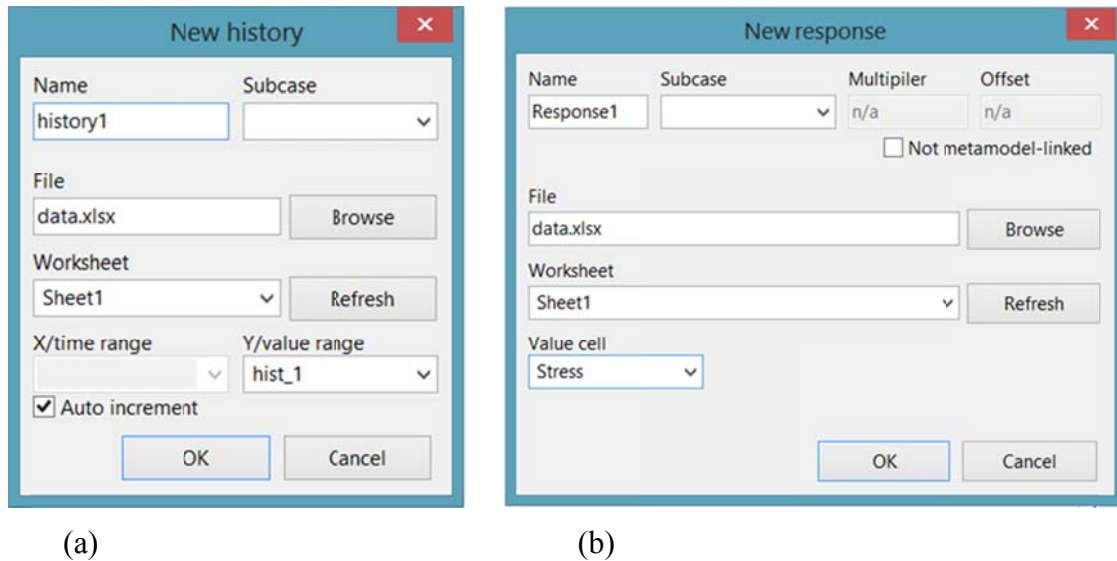 New history
Name Subcase
history1
File
data.xlsx Browse
Worksheet
Sheet1 Refresh
X/time range Y/value range
hist_1
Auto increment
OK Cancel
(a)
New response
Name Subcase Multipiler Offset
Response1 n/a n/a
Not metamodel-linked
File
data.xlsx Browse
Worksheet
Sheet1 Refresh
Value cell
Stress
OK Cancel
(b)